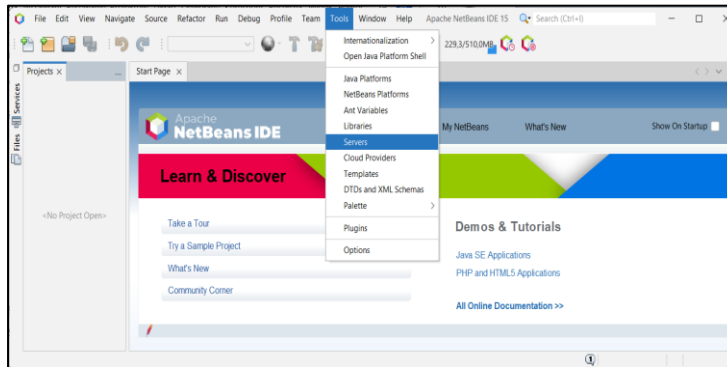 File Edit View Navigate Source Refactor Run Debug Profile Team Tools Window Help Apache NetBeans IDE 15 Search (Ctrl+I)
229,3/510,0MB
Projects
Start Page
Services
Files
Internationalization
Open Java Platform Shell
Java Platforms
NetBeans Platforms
Ant Variables
Libraries
Servers
Cloud Providers
Templates
DTDs and XML Schemas
Palette
Plugins
Options
Apache
NetBeans IDE
My NetBeans What's New Show On Startup
Learn & Discover
<No Project Open>
Take a Tour
Try a Sample Project
What's New
Community Corner
Demos & Tutorials
Java SE Applications
PHP and HTML5 Applications
All Online Documentation >>
1